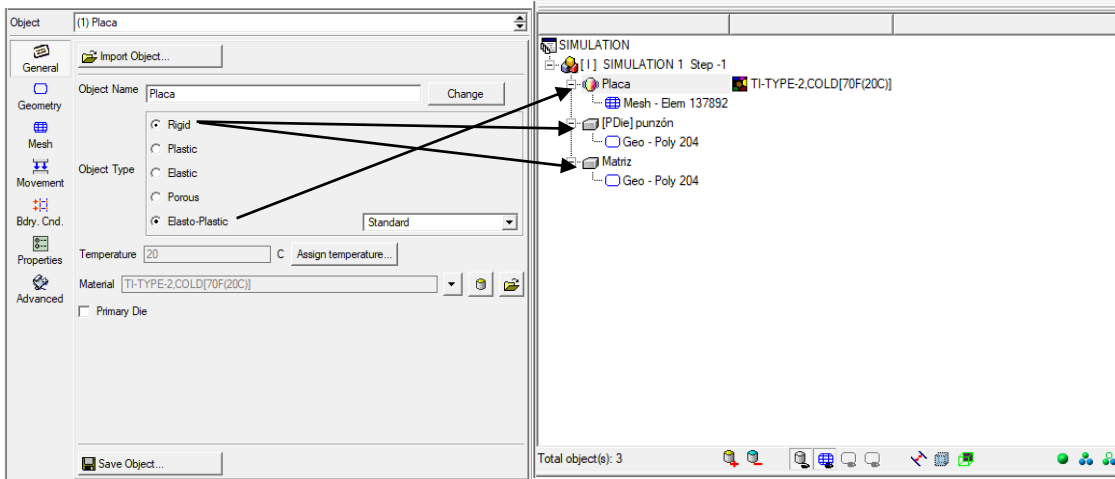 Object
(1) Placa
General
Geometry
Mesh
Movement
Bdry. Cnd.
Properties
Advanced
Import Object...
Object Name
Placa
Change
Object Type
Rigid
Plastic
Elastic
Porous
Elasto-Plastic
Standard
Temperature
20
C
Assign temperature...
Material
TI-TYPE-2,COLD[70F(20C)]
Primary Die
Save Object...
SIMULATION
[ I ] SIMULATION 1 Step -1
Placa
TI-TYPE-2,COLD[70F(20C)]
Mesh - Elem 137892
[PDie] punzón
Geo - Poly 204
Matriz
Geo - Poly 204
Total object(s): 3